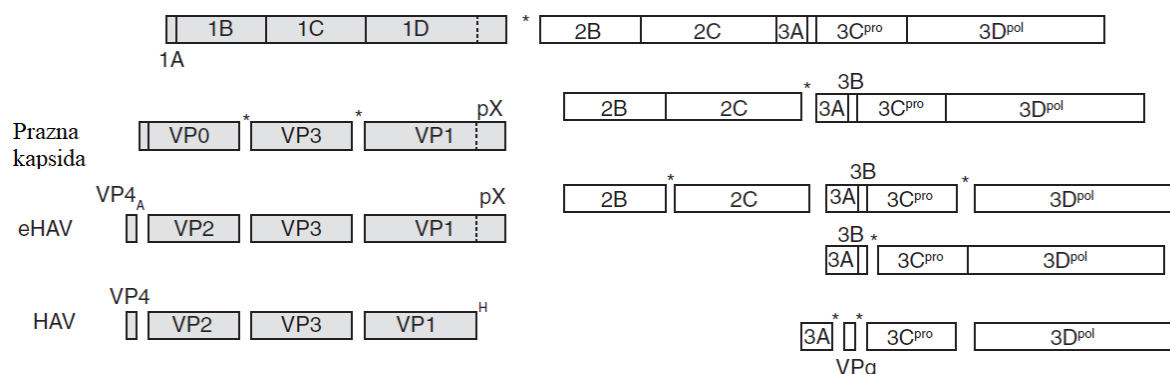 1B 1C 1D * 2B 2C 3A 3Cpro 3Dpol
1A
3B
pX 2B 2C * 3A 3Cpro 3Dpol
Prazna
kapsida
VP0 * VP3 * VP1
VP4A pX 3B
eHAV VP2 VP3 VP1 2B * 2C 3A 3Cpro * 3Dpol
3B *
3A 3Cpro 3Dpol
VP4 H
HAV VP2 VP3 VP1 3A * * 3Cpro 3Dpol
VPg